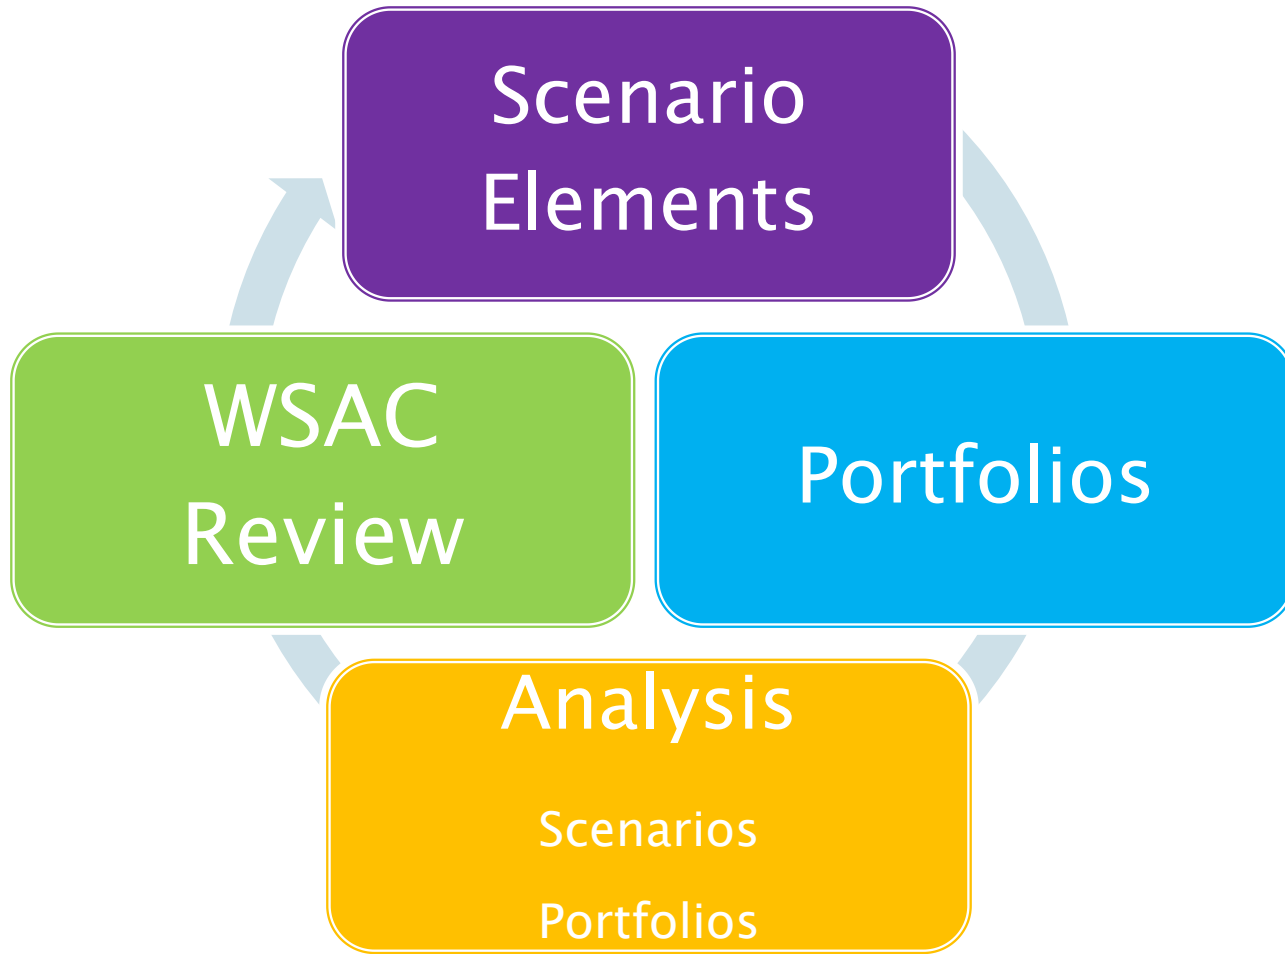 Scenario
Elements
WSAC
Review
Portfolios
Analysis
Scenarios
Portfolios